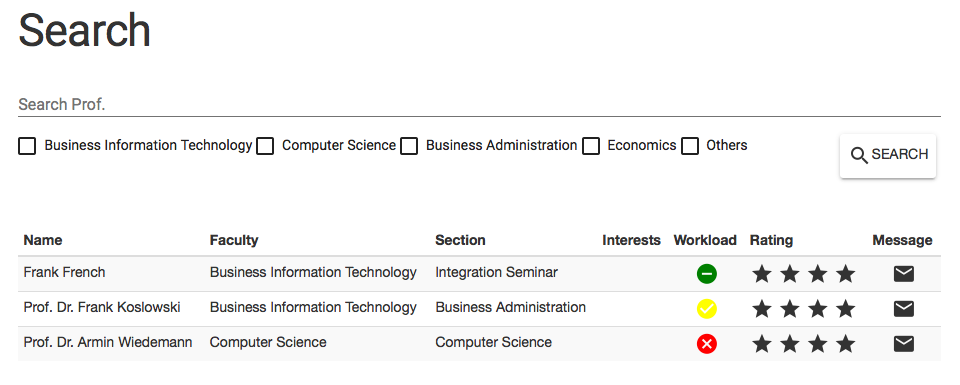 Search
Search Prof.
Business Information Technology Computer Science Business Administration Economics Others
SEARCH
Name Faculty Section Interests Workload Rating Message
Frank French Business Information Technology Integration Seminar
Prof. Dr. Frank Koslowski Business Information Technology Business Administration
Prof. Dr. Armin Wiedemann Computer Science Computer Science